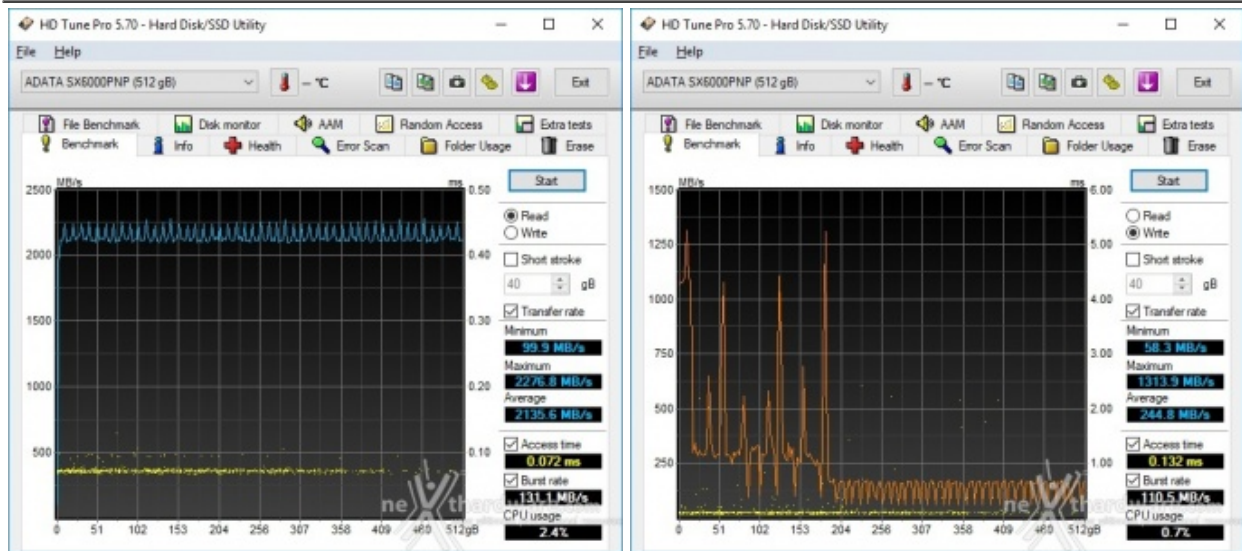 HD Tune Pro 5.70 - Hard Disk/SSD Utility
File Help
ADATA SX6000PNP (512 gB)
– °C
Exit
File Benchmark Disk monitor AAM Random Access Extra tests
Benchmark Info Health Error Scan Folder Usage Erase
MB/s
ms
2500
2000
1500
1000
500
0.50
0.40
0.30
0.20
0.10
0 51 102 153 204 256 307 358 409 460 512gB
Start
Read
Write
Short stroke
40 gB
Transfer rate
Minimum
99.9 MB/s
Maximum
2276.8 MB/s
Average
2135.6 MB/s
Access time
0.072 ms
Burst rate
131.1 MB/s
CPU usage
2.4%
HD Tune Pro 5.70 - Hard Disk/SSD Utility
File Help
ADATA SX6000PNP (512 gB)
– °C
Exit
File Benchmark Disk monitor AAM Random Access Extra tests
Benchmark Info Health Error Scan Folder Usage Erase
MB/s
ms
1500
1250
1000
750
500
250
6.00
5.00
4.00
3.00
2.00
1.00
0 51 102 153 204 256 307 358 409 460 512gB
Start
Read
Write
Short stroke
40 gB
Transfer rate
Minimum
58.3 MB/s
Maximum
1313.9 MB/s
Average
244.8 MB/s
Access time
0.132 ms
Burst rate
110.5 MB/s
CPU usage
0.7%